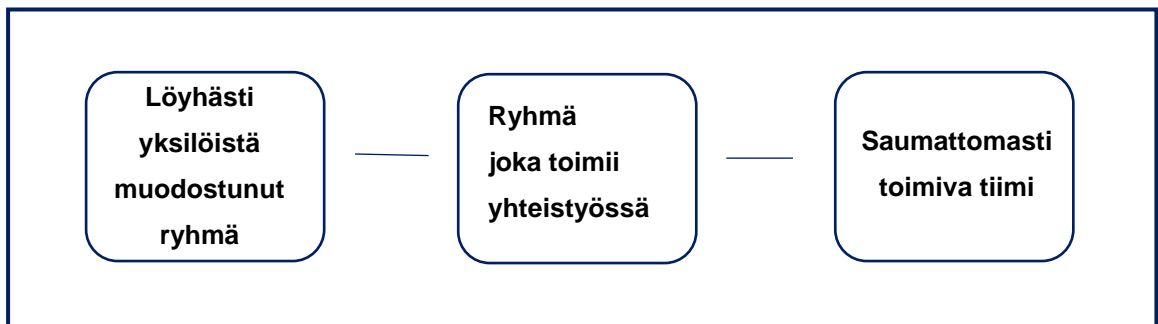 Löyhästi
yksilöistä
muodostunut
ryhmä
Ryhmä
joka toimii
yhteistyössä
Saumattomasti
toimiva tiimi